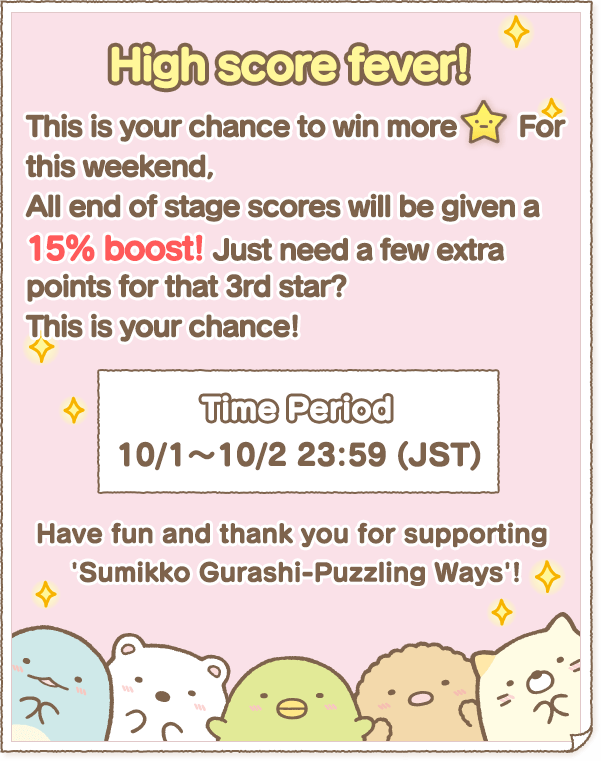 High score fever!
This is your chance to win more For
this weekend,
All end of stage scores will be given a
15% boost! Just need a few extra
points for that 3rd star?
This is your chance!
Time Period
10/1～10/2 23:59 (JST)
Have fun and thank you for supporting
'Sumikko Gurashi-Puzzling Ways'!